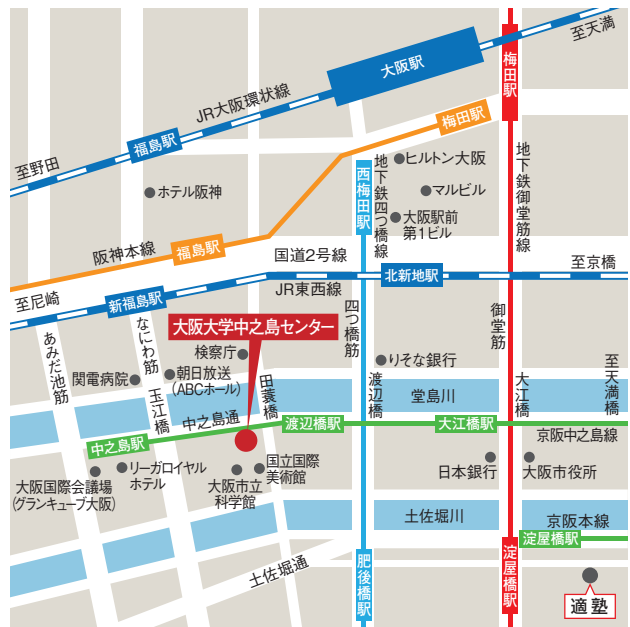 至天満
大阪駅
梅田駅
JR大阪環状線
梅田駅
福島駅
至野田
ヒルトン大阪
地下鉄四つ橋線
西梅田駅
地下鉄御堂筋線
マルビル
ホテル阪神
大阪駅前
第1ビル
阪神本線
福島駅
国道2号線
至京橋
北新地駅
至尼崎
新福島駅
JR東西線
四つ橋筋
御堂筋
大阪大学中之島センター
なにわ筋
あみだ池筋
検察庁
りそな銀行
関電病院
朝日放送
(ABCホール)
田蓑橋
渡辺橋
大江橋
至天満橋
玉江橋
堂島川
中之島通
渡辺橋駅
大江橋駅
中之島駅
京阪中之島線
リーガロイヤル
ホテル
国立国際
美術館
日本銀行
大阪市役所
大阪国際会議場
(グランキューブ大阪)
大阪市立
科学館
土佐堀川
京阪本線
淀屋橋駅
淀屋橋駅
土佐堀通
肥後橋駅
適塾